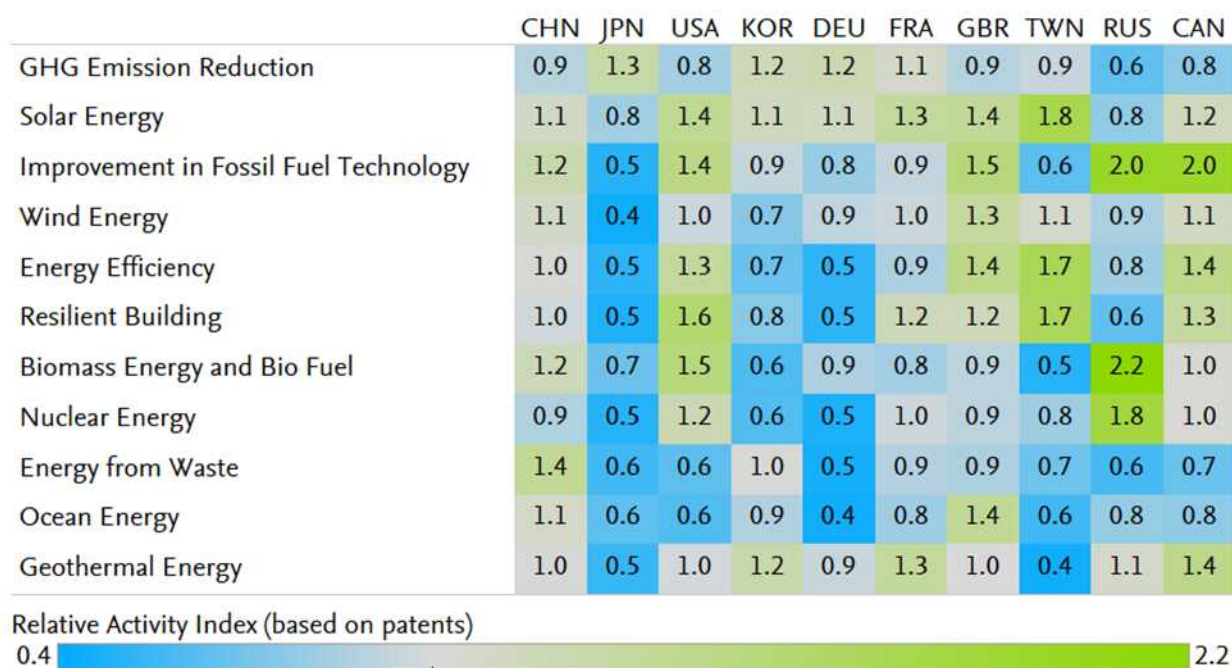 CHN JPN USA KOR DEU FRA GBR TWN RUS CAN
GHG Emission Reduction 0.9 1.3 0.8 1.2 1.2 1.1 0.9 0.9 0.6 0.8
Solar Energy 1.1 0.8 1.4 1.1 1.1 1.3 1.4 1.8 0.8 1.2
Improvement in Fossil Fuel Technology 1.2 0.5 1.4 0.9 0.8 0.9 1.5 0.6 2.0 2.0
Wind Energy 1.1 0.4 1.0 0.7 0.9 1.0 1.3 1.1 0.9 1.1
Energy Efficiency 1.0 0.5 1.3 0.7 0.5 0.9 1.4 1.7 0.8 1.4
Resilient Building 1.0 0.5 1.6 0.8 0.5 1.2 1.2 1.7 0.6 1.3
Biomass Energy and Bio Fuel 1.2 0.7 1.5 0.6 0.9 0.8 0.9 0.5 2.2 1.0
Nuclear Energy 0.9 0.5 1.2 0.6 0.5 1.0 0.9 0.8 1.8 1.0
Energy from Waste 1.4 0.6 0.6 1.0 0.5 0.9 0.9 0.7 0.6 0.7
Ocean Energy 1.1 0.6 0.6 0.9 0.4 0.8 1.4 0.6 0.8 0.8
Geothermal Energy 1.0 0.5 1.0 1.2 0.9 1.3 1.0 0.4 1.1 1.4
Relative Activity Index (based on patents)
0.4 2.2